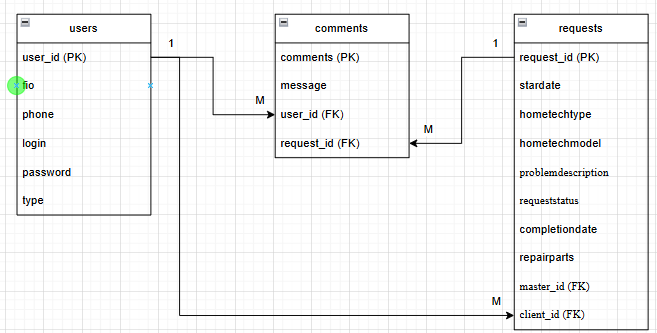 users
user_id (PK)
fio
phone
login
password
type
1
M
comments
comments (PK)
message
user_id (FK)
request_id (FK)
M
1
M
requests
request_id (PK)
stardate
hometechtype
hometechmodel
problemdescription
requeststatus
completiondate
repairparts
master_id (FK)
client_id (FK)